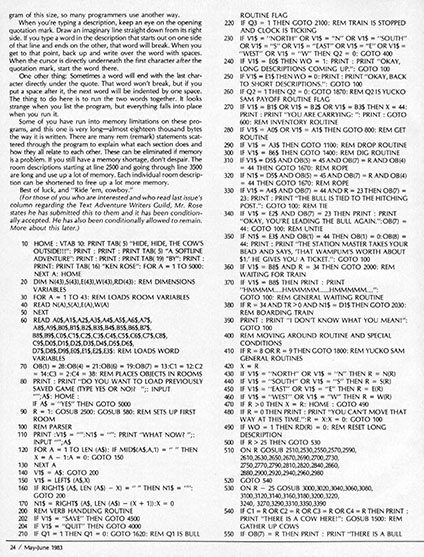 gram of this size, so many programmers use another way.
When you're typing a description, keep an eye on the opening
quotation mark. Draw an imaginary line straight down from its right
side. If you type a word in the description that starts out on one side
of that line and ends on the other, that word will break. When you
get to that point, back up and write over the word with spaces.
When the cursor is directly underneath the first character after the
quotation mark, start the word there.
One other thing: Sometimes a word will end with the last char-
acter directly under the quote. That word won't break, but if you
put a space after it, the next word will be indented by one space.
The thing to do here is to run the two words together. It looks
strange when you list the program, but everything falls into place
when you run it.
Some of you have run into memory limitations on these pro-
grams, and this one is very long—almost eighteen thousand bytes
the way it is written. There are many rem (remark) statements scat-
tered through the program to explain what each section does and
how they all relate to each other. These can be eliminated if memory
is a problem. If you still have a memory shortage, don't despair. The
room descriptions starting at line 2500 and going through line 3500
are long and use up a lot of memory. Each individual room descrip-
tion can be shortened to free up a lot more memory.
Best of luck, and "Ride 'em, cowboy."
(For those of you who are interested and who read last issue's
column regarding the Text Adventure Writers Guild, Mr. Rose
states he has submitted this to them and it has been condition-
ally accepted. He has also been conditionally allowed to remain.
More about this later.)
10 HOME : VTAB 10: PRINT TAB( 5) "HIDE, HIDE, THE COWS
OUTSIDE!!!": PRINT : PRINT : PRINT TAB( 5) "A SOFTLINE
ADVENTURE": PRINT : PRINT : PRINT TAB( 19) "BY": PRINT :
PRINT : PRINT TAB( 16) "KEN ROSE": FOR A = 1 TO 5000:
NEXT A: HOME
20 DIM N(43),S(43),E(43),W(43),RD(43): REM DIMENSIONS
VARIABLES
30 FOR A = 1 TO 43: REM LOADS ROOM VARIABLES
40 READ N(A),S(A),E(A),W(A)
50 NEXT
60 READ A0$,A1$,A2$,A3$,A4$,A5$,A6$,A7$,
A8$,A9$,B0$,B1$,B2$,B3$,B4$,B5$,B6$,B7$,
B8$,B9$,C0$,C1$,C2$,C3$,C4$,C5$,C6$,C7$,C8$,
C9$,D0$,D1$,D2$,D3$,D4$,D5$,D6$,
D7$,D8$,D9$,E0$,E1$,E2$,E3$: REM LOADS WORD
VARIABLES
70 OB(1) = 28:OB(4) = 21:OB(6) = 19:OB(7) = 13:C1 = 12:C2
= 14:C3 = 2:C4 = 38: REM PLACES OBJECTS IN ROOMS
80 PRINT : PRINT "DO YOU WANT TO LOAD PREVIOUSLY
SAVED GAME (TYPE YES OR NO)? ";: INPUT
"";A$: HOME :
IF A$ = "YES" THEN GOTO 5000
90 R = 1: GOSUB 2500: GOSUB 580: REM SETS UP FIRST
ROOM
100 REM PARSER
110 PRINT :V1$ = "":N1$ = "": PRINT "WHAT NOW? ";:
INPUT "";A$
120 FOR A = 1 TO LEN (A$): IF MID$(A$,A,1) = " " THEN
X = A - 1:A = 0: GOTO 150
130 NEXT A
140 V1$ = A$: GOTO 200
150 V1$ = LEFT$ (A$,X)
160 IF RIGHT$ (A$, LEN (A$) - X) = " " THEN N1$ = "":
GOTO 200
170 N1$ = RIGHT$ (A$, LEN (A$) - (X + 1)):X = 0
200 REM VERB HANDLING ROUTINE
202 IF V1$ = "SAVE" THEN GOTO 4500
204 IF V1$ = "QUIT" THEN GOTO 4000
210 IF Q1 = 1 THEN Q1 = 0: GOTO 1620: REM Q1 IS BULL
ROUTINE FLAG
220 IF Q3 = 1 THEN GOTO 2100: REM TRAIN IS STOPPED
AND CLOCK IS TICKING
230 IF V1$ = "NORTH" OR V1$ = "N" OR V1$ = "SOUTH"
OR V1$ = "S" OR V1$ = "EAST" OR V1$ = "E" OR V1$ =
"WEST" OR V1$ = "W" THEN Q2 = 0: GOTO 400
240 IF V1$ = E0$ THEN WO = 1: PRINT : PRINT "OKAY,
LONG DESCRIPTIONS COMING UP.": GOTO 100
250 IF V1$ = E1$ THEN WO = 0: PRINT : PRINT "OKAY, BACK
TO SHORT DESCRIPTIONS.": GOTO 100
260 IF Q2 = 1 THEN Q2 = 0: GOTO 1870: REM Q2 IS YUCKO
SAM PAYOFF ROUTINE FLAG
270 IF V1$ = B1$ OR V1$ = B2$ OR V1$ = B3$ THEN X = 44:
PRINT : PRINT "YOU ARE CARRYING: ": PRINT : GOTO
600: REM INVENTORY ROUTINE
280 IF V1$ = A0$ OR V1$ = A1$ THEN GOTO 800: REM GET
ROUTINE
290 IF V1$ = A3$ THEN GOTO 1100: REM DROP ROUTINE
300 IF V1$ = B6$ THEN GOTO 1400: REM DIG ROUTINE
310 IF V1$ = D5$ AND OB(5) = 45 AND OB(7) = R AND OB(4)
= 44 THEN GOTO 1670: REM ROPE
320 IF N1$ = D5$ AND OB(5) = 45 AND OB(7) = R AND OB(4)
= 44 THEN GOTO 1670: REM ROPE
330 IF V1$ = A4$ AND OB(7) = 44 AND R = 23 THEN OB(7) =
23: PRINT : PRINT "THE BULL IS TIED TO THE HITCHING
POST.": GOTO 100: REM TIE
340 IF V1$ = E2$ AND OB(7) = 23 THEN PRINT : PRINT
"OKAY, YOU'RE LEADING THE BULL AGAIN.":OB(7) =
44: GOTO 100: REM UNTIE
350 IF N1$ = E3$ AND OB(1) = 44 THEN OB(1) = 0:OB(8) =
44: PRINT : PRINT "THE STATION MASTER TAKES YOUR
BEAD AND SAYS, 'THAT WAMPUM'S WORTH ABOUT
$1.' HE GIVES YOU A TICKET.": GOTO 100
360 IF V1$ = B8$ AND R = 34 THEN GOTO 2000: REM
WAITING FOR TRAIN
370 IF V1$ = B8$ THEN PRINT : PRINT
GOTO 100: REM GENERAL WAITING ROUTINE
380 IF R = 34 AND TR > 0 AND N1$ = D1$ THEN GOTO 2030:
REM BOARDING TRAIN
390 PRINT : PRINT "I DON'T KNOW WHAT YOU MEAN!":
GOTO 100
400 REM MOVING AROUND ROUTINE AND SPECIAL
CONDITIONS
410 IF R = 8 OR R = 9 THEN GOTO 1800: REM YUCKO SAM
GENERAL ROUTINES
420 X = R
430 IF V1$ = "NORTH" OR V1$ = "N" THEN R = N(R)
440 IF V1$ = "SOUTH" OR V1$ = "S" THEN R = S(R)
450 IF V1$ = "EAST" OR V1$ = "E" THEN R = E(R)
460 IF V1$ = "WEST" OR V1$ = "W" THEN R = W(R)
470 IF R > 0 THEN X = R: HOME : GOTO 490
480 IF R = 0 THEN PRINT : PRINT "YOU CAN'T MOVE THAT
WAY AT THIS TIME.":R = X:X = 0: GOTO 100
490 IF WO = 1 THEN RD(R) = 0: REM RESET LONG
DESCRIPTION
500 IF R > 25 THEN GOTO 530
510 ON R GOSUB 2510,2530,2550,2570,2590,
2610,2630,2650,2670,2690,2700,2730,
2750,2770,2790,2810,2820,2840,2860,
2880,2900,2920,2940,2960,2980
520 GOTO 540
530 ON R - 25 GOSUB 3000,3020,3040,3060,3080,
3100,3120,3140,3160,3180,3200,3220,
3240, 3270,3290,3310,3350,3390
540 IF C1 = R OR C2 = R OR C3 = R OR C4 = R THEN PRINT :
PRINT "THERE IS A COW HERE!": GOSUB 1500: REM
GATHER UP COWS
550 IF OB(7) = R THEN PRINT : PRINT "THERE IS A BULL
24 / May-June 1983